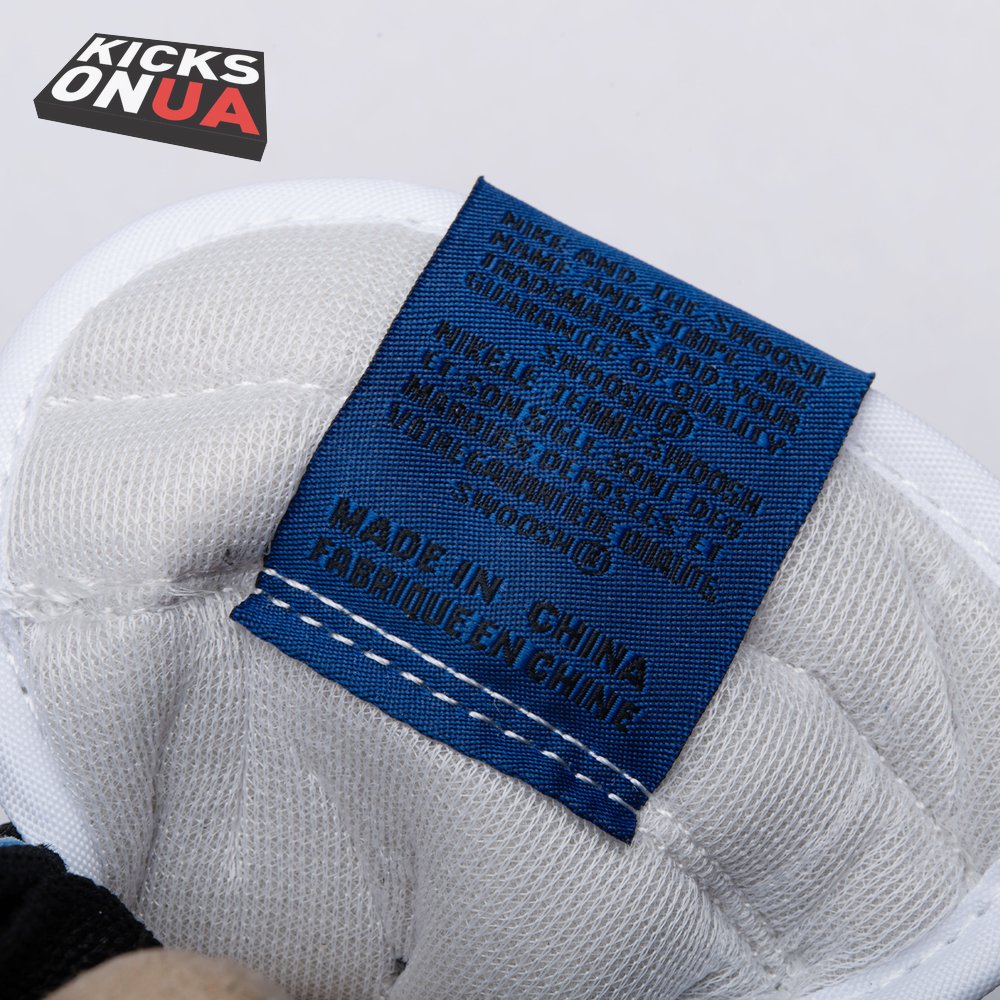 KICKS
ONUA
NIKE AND THE SWOOSH
NAME AND STRIPE ARE
TRADEMARKS AND YOUR
GUARANTEE OF QUALITY
SWOOSH®
NIKE.LE TERME SWOOSH
ET SON SIGLE SONT DES
MARQUES DEPOSEES ET
GARANTIE DE QUALITE.
SWOOSH®
MADE IN CHINA
FABRIQUE EN CHINE